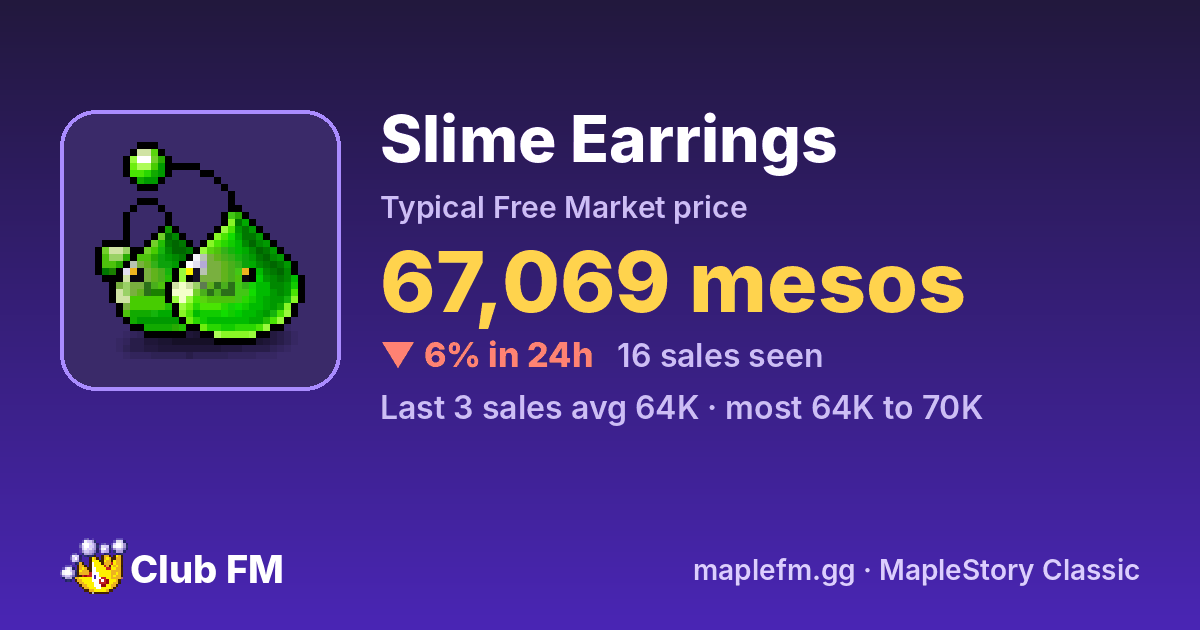 Slime Earrings
Typical Free Market price
67,069 mesos
▼ 6% in 24h 16 sales seen
Last 3 sales avg 64K · most 64K to 70K
Club FM
maplefm.gg · MapleStory Classic